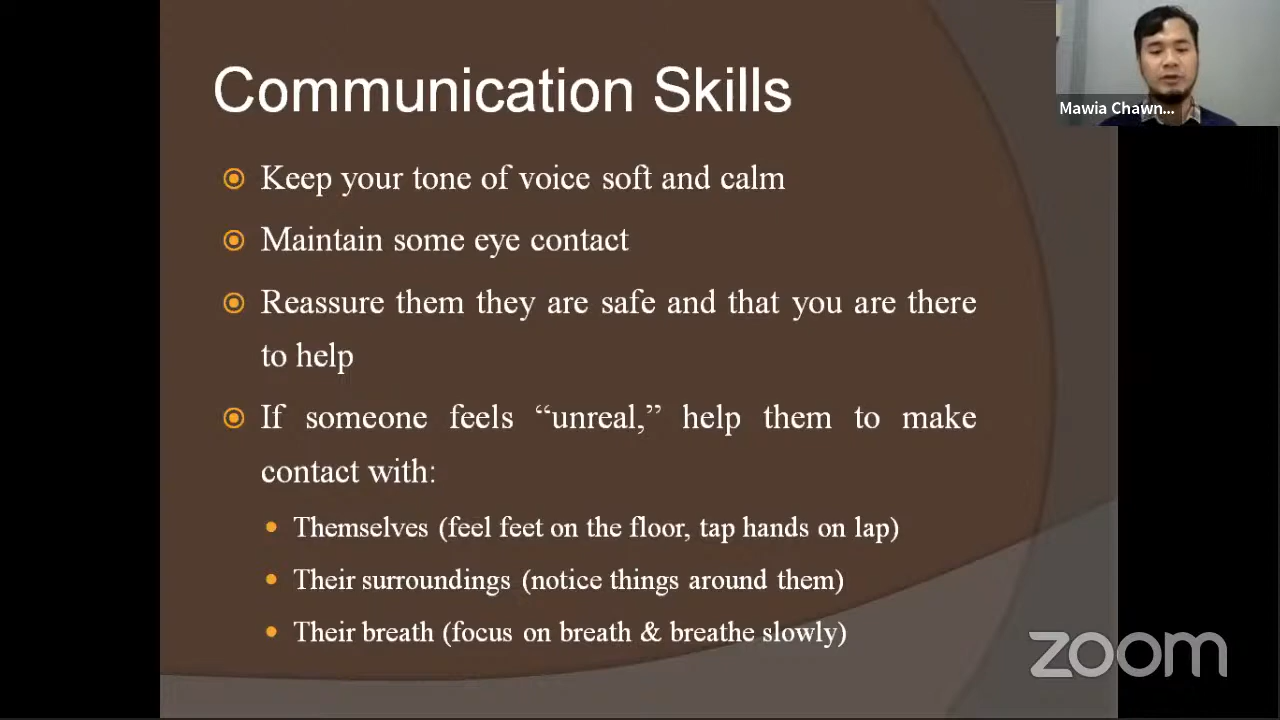 Communication Skills
Keep your tone of voice soft and calm
Maintain some eye contact
Reassure them they are safe and that you are there
to help
If someone feels “unreal,” help them to make
contact with:
Themselves (feel feet on the floor, tap hands on lap)
Their surroundings (notice things around them)
Their breath (focus on breath & breathe slowly)
Mawia Chawn...
zoom